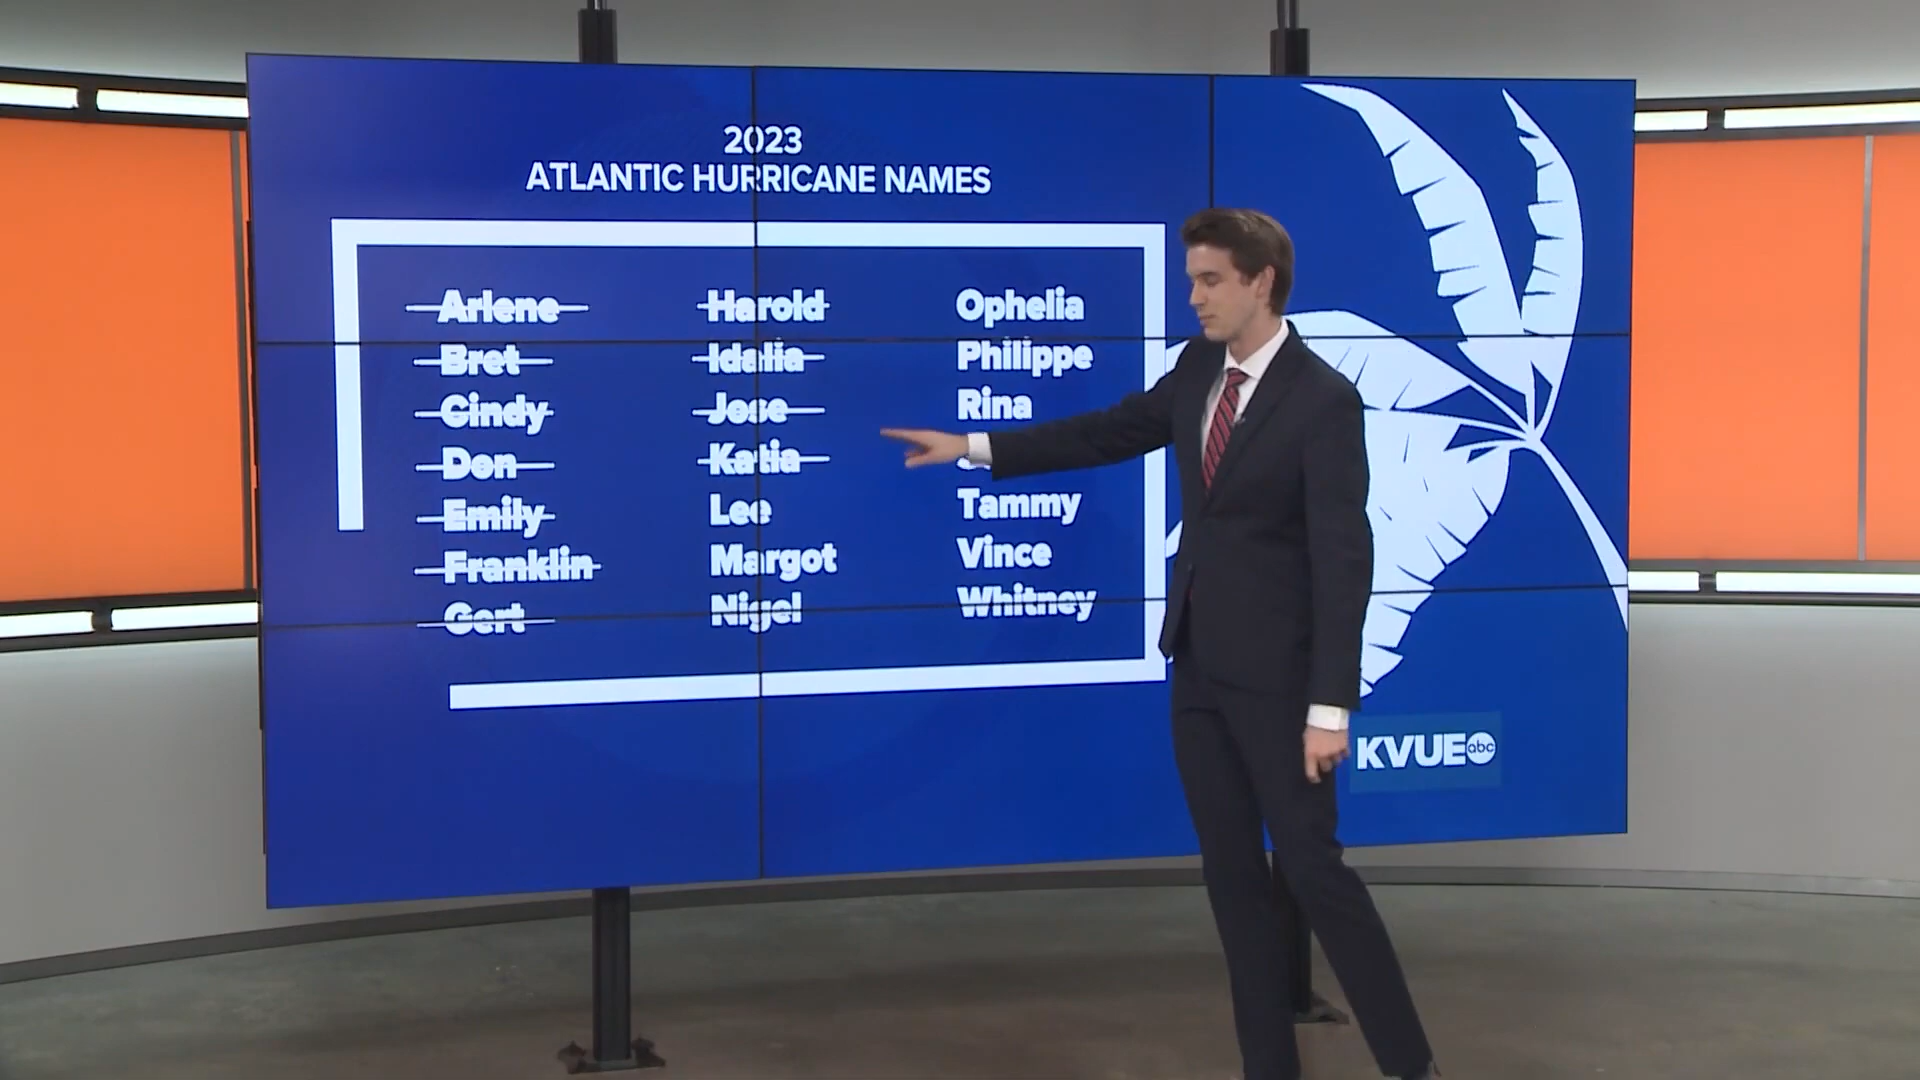 2023
ATLANTIC HURRICANE NAMES
Arlene
Bret
Cindy
Don
Emily
Franklin
Gert
Harold
Idalia
Jose
Katia
Lee
Margot
Nigel
Ophelia
Philippe
Rina
Tammy
Vince
Whitney
KVUE abc